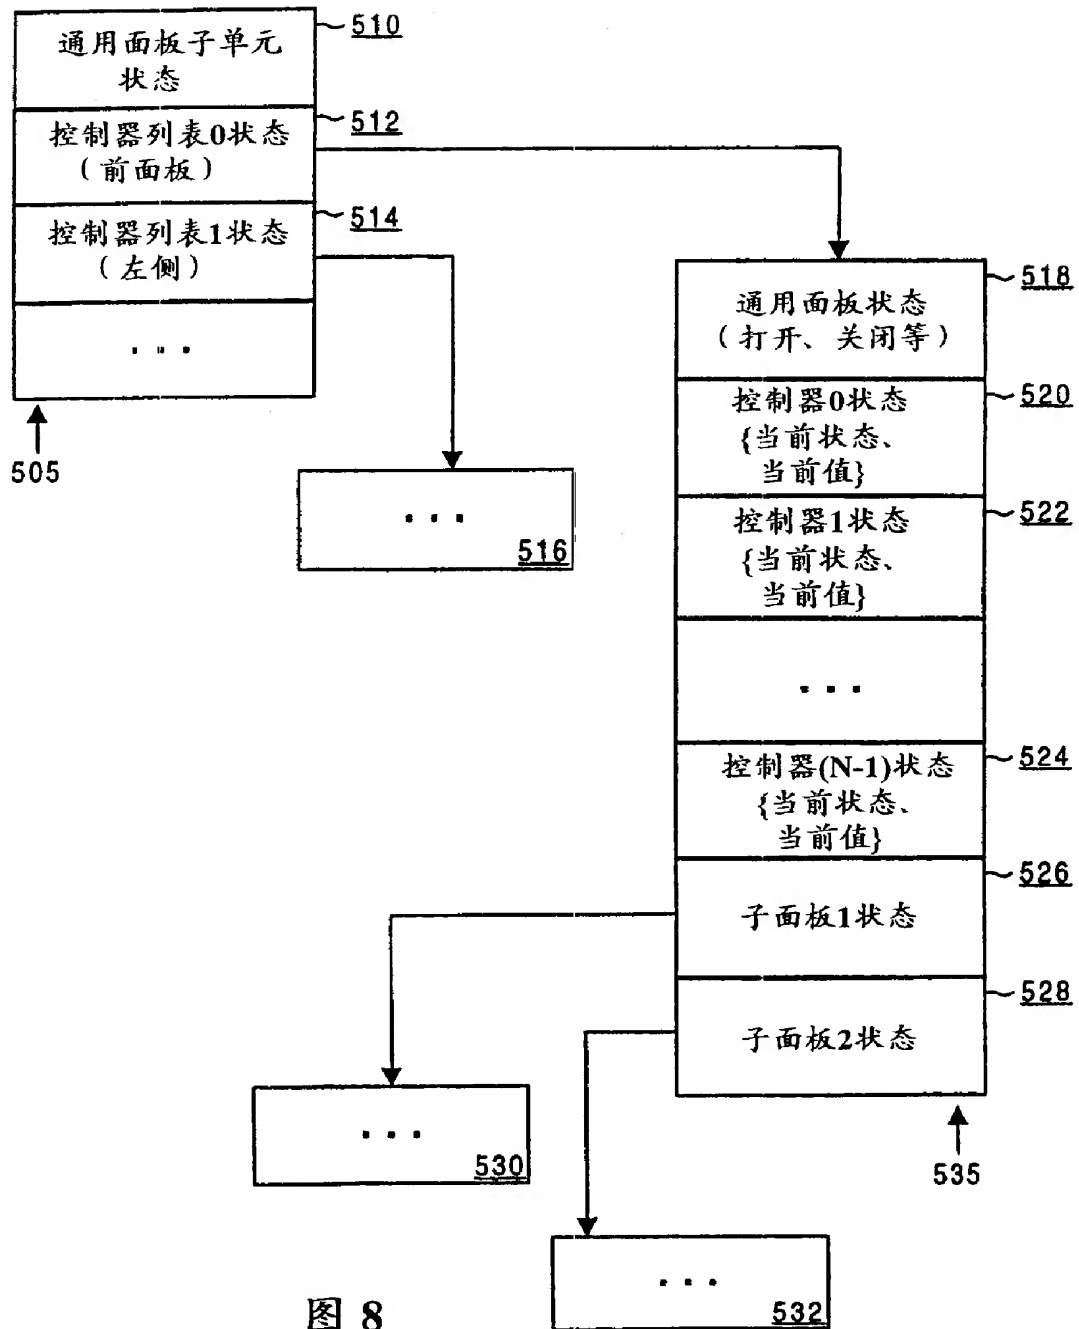 通用面板子单元
状态
510
控制器列表0状态
(前面板)
512
控制器列表1状态
(左侧)
514
...
505
...
516
通用面板状态
(打开、关闭等)
518
控制器0状态
{当前状态、
当前值}
520
控制器1状态
{当前状态、
当前值}
522
...
控制器(N-1)状态
{当前状态、
当前值}
524
子面板1状态
526
子面板2状态
528
535
...
530
...
532
图 8